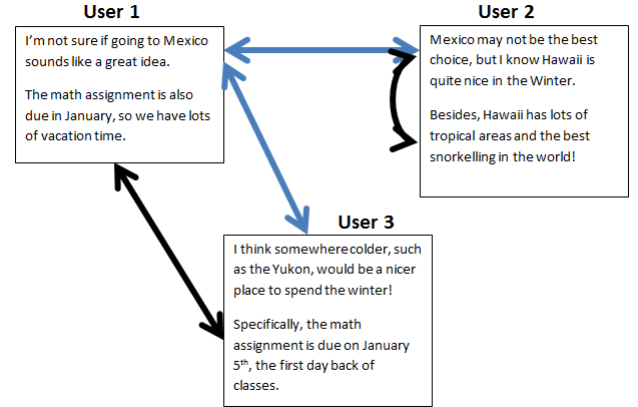 User 1
I'm not sure if going to Mexico
sounds like a great idea.
The math assignment is also
due in January, so we have lots
of vacation time.
User 2
Mexico may not be the best
choice, but I know Hawaii is
quite nice in the Winter.
Besides, Hawaii has lots of
tropical areas and the best
snorkelling in the world!
User 3
I think somewhere colder, such
as the Yukon, would be a nicer
place to spend the winter!
Specifically, the math
assignment is due on January
5th, the first day back of
classes.